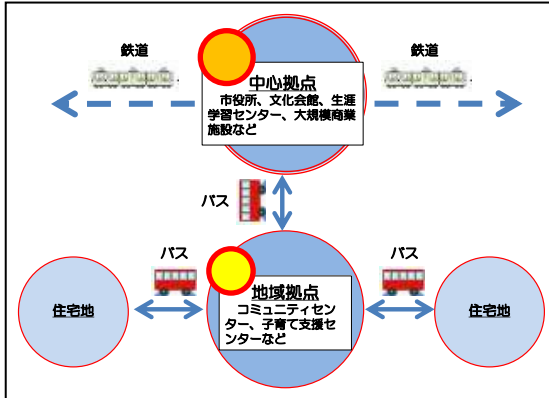 鉄道
鉄道
中心拠点
市役所、文化会館、生涯
学習センター、大規模商業
施設など
バス
バス
バス
地域拠点
コミュニティセン
ター、子育て支援セ
ンターなど
住宅地
住宅地